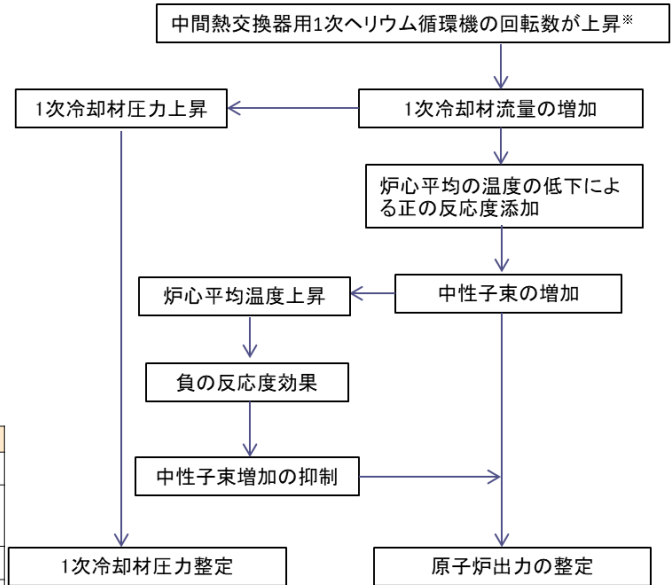 中間熱交換器用1次ヘリウム循環機の回転数が上昇※
1次冷却材圧力上昇
1次冷却材流量の増加
炉心平均の温度の低下によ
る正の反応度添加
炉心平均温度上昇
中性子束の増加
負の反応度効果
中性子束増加の抑制
1次冷却材圧力整定
原子炉出力の整定